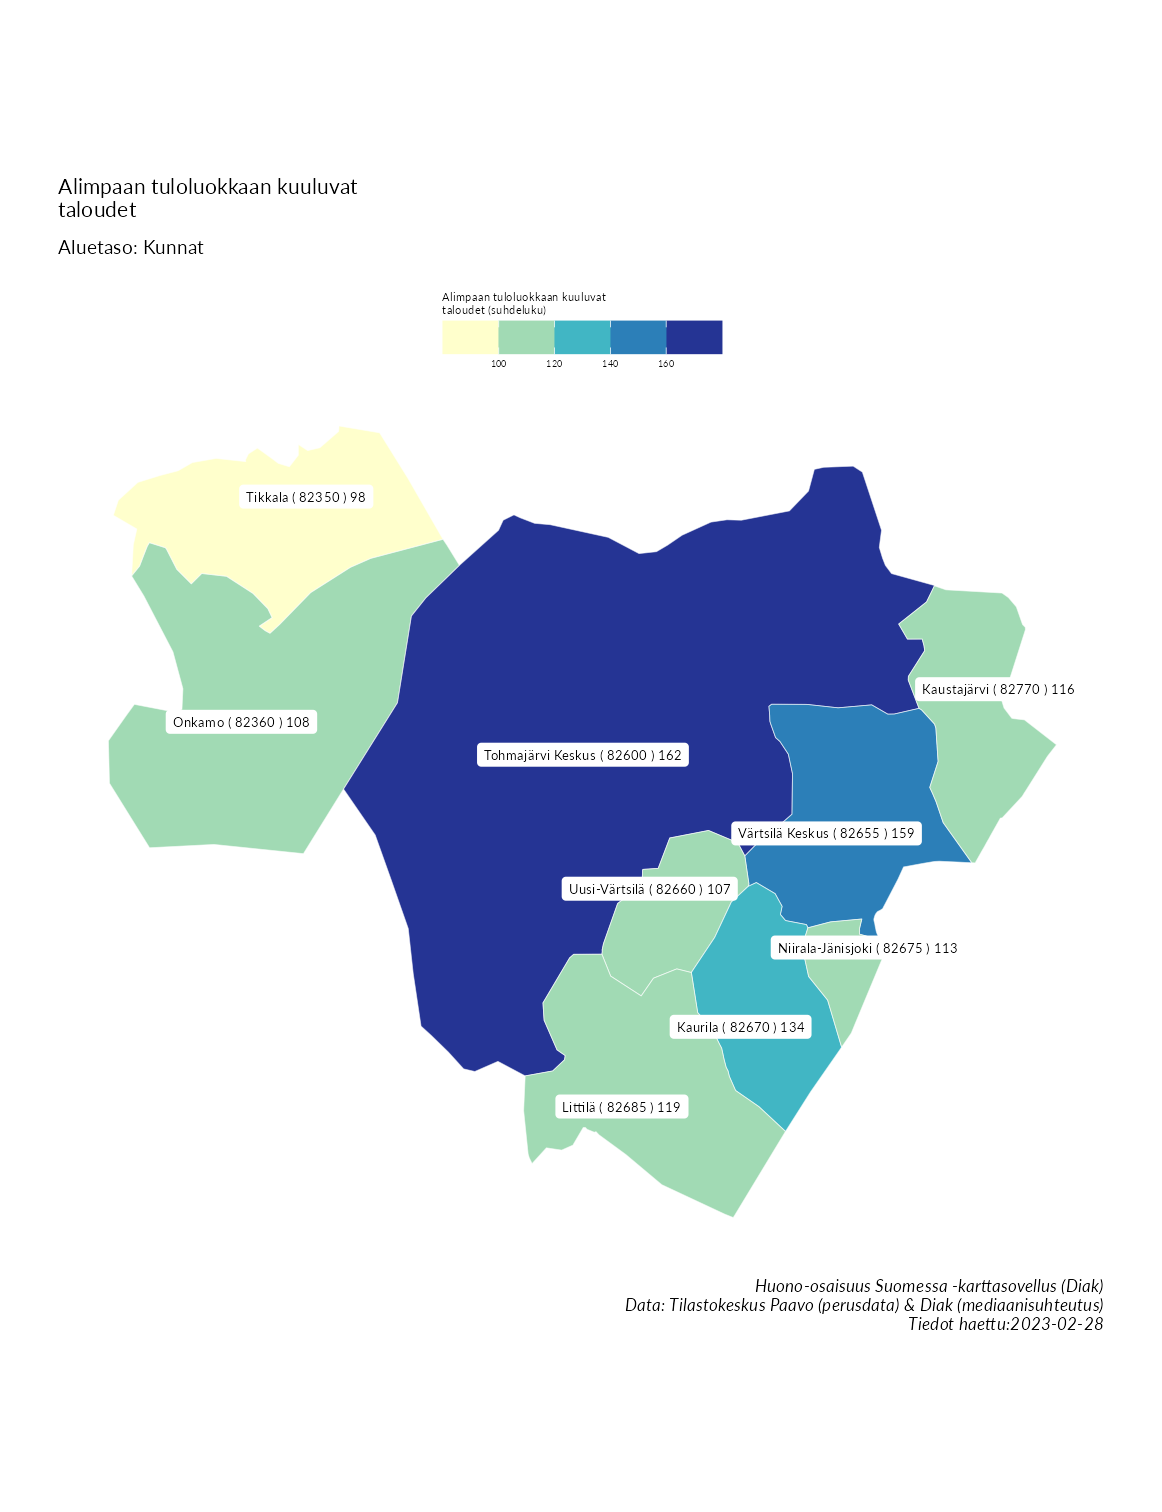 Alimpaan tuloluokkaan kuuluvat
taloudet
Aluetaso: Kunnat
Alimpaan tuloluokkaan kuuluvat
taloudet (suhdeluku)
100 120 140 160
Tikkala ( 82350 ) 98
Kaustajärvi ( 82770 ) 116
Onkamo ( 82360 ) 108
Tohmajärvi Keskus ( 82600 ) 162
Värtsilä Keskus ( 82655 ) 159
Uusi-Värtsilä ( 82660 ) 107
Niirala-Jänisjoki ( 82675 ) 113
Kaurila ( 82670 ) 134
Littilä ( 82685 ) 119
Huono-osaisuus Suomessa -karttasovellus (Diak)
Data: Tilastokeskus Paavo (perusdata) & Diak (mediaanisuhteutus)
Tiedot haettu:2023-02-28